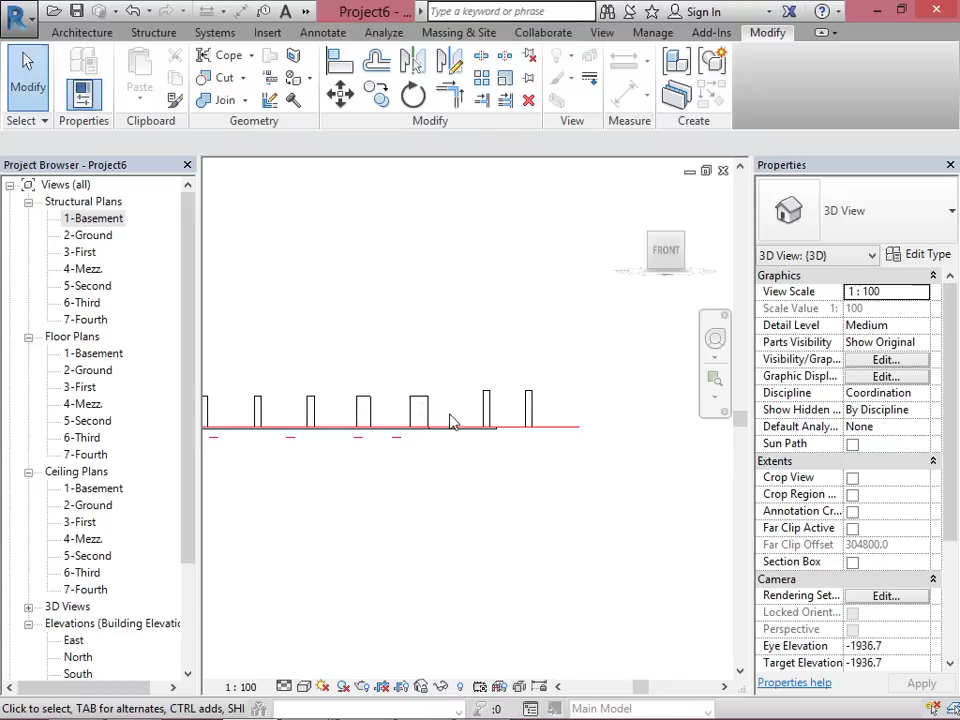 Project6 - ...
Type a keyword or phrase
Sign In
Architecture Structure Systems Insert Annotate Analyze Massing & Site Collaborate View Manage Add-Ins Modify
Modify
Paste
Cope
Cut
Join
Select Properties Clipboard Geometry Modify View Measure Create
Project Browser - Project6
Views (all)
Structural Plans
1-Basement
2-Ground
3-First
4-Mezz.
5-Second
6-Third
7-Fourth
Floor Plans
1-Basement
2-Ground
3-First
4-Mezz.
5-Second
6-Third
7-Fourth
Ceiling Plans
1-Basement
2-Ground
3-First
4-Mezz.
5-Second
6-Third
7-Fourth
3D Views
Elevations (Building Elevatio
East
North
South
FRONT
Properties
3D View
3D View: {3D}
Edit Type
Graphics
View Scale 1 : 100
Scale Value 1: 100
Detail Level Medium
Parts Visibility Show Original
Visibility/Grap... Edit...
Graphic Displ... Edit...
Discipline Coordination
Show Hidden ... By Discipline
Default Analy... None
Sun Path
Extents
Crop View
Crop Region ...
Annotation Cr...
Far Clip Active
Far Clip Offset 304800.0
Section Box
Camera
Rendering Set... Edit...
Locked Orient...
Perspective
Eye Elevation -1936.7
Target Elevation -1936.7
Properties help
Apply
1 : 100
Click to select, TAB for alternates, CTRL adds, SHI
:0
Main Model